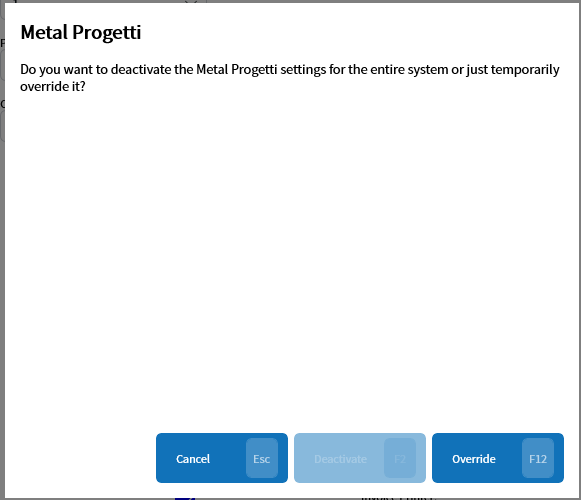 Metal Progetti
Do you want to deactivate the Metal Progetti settings for the entire system or just temporarily
override it?
Cancel Esc Deactivate F2 Override F12